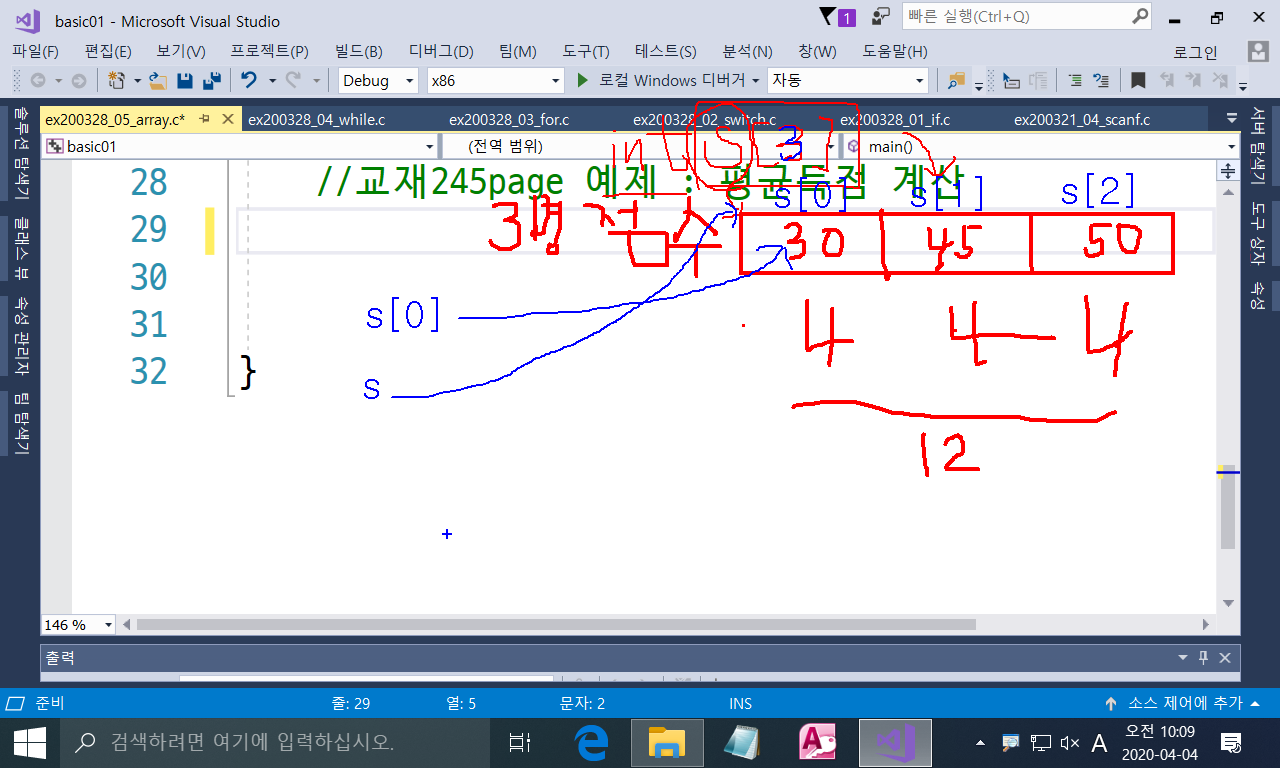 basic01 - Microsoft Visual Studio
1
빠른 실행(Ctrl+Q)
파일(F) 편집(E) 보기(V) 프로젝트(P) 빌드(B) 디버그(D) 팀(M) 도구(T) 테스트(S) 분석(N) 창(W) 도움말(H)
로그인
Debug x86 로컬 Windows 디버거 자동
ex200328_05_array.c* ex200328_04_while.c ex200328_03_for.c ex200328_02_switch.c ex200328_01_if.c ex200321_04_scanf.c
basic01 (전역 범위) main()
int S[3]
솔루션 탐색기
클래스 뷰
속성 관리자
팀 탐색기
서버 탐색기
도구 상자
속성
28 //교재245page 예제 : 평균득점 계산
s[0] s[1] s[2]
29 3명 점수 30 45 50
30
31 s[0] 4 4 4
32 }
s
12
146 %
출력
준비 줄: 29 열: 5 문자: 2 INS 소스 제어에 추가
검색하려면 여기에 입력하십시오.
A 오전 10:09
2020-04-04